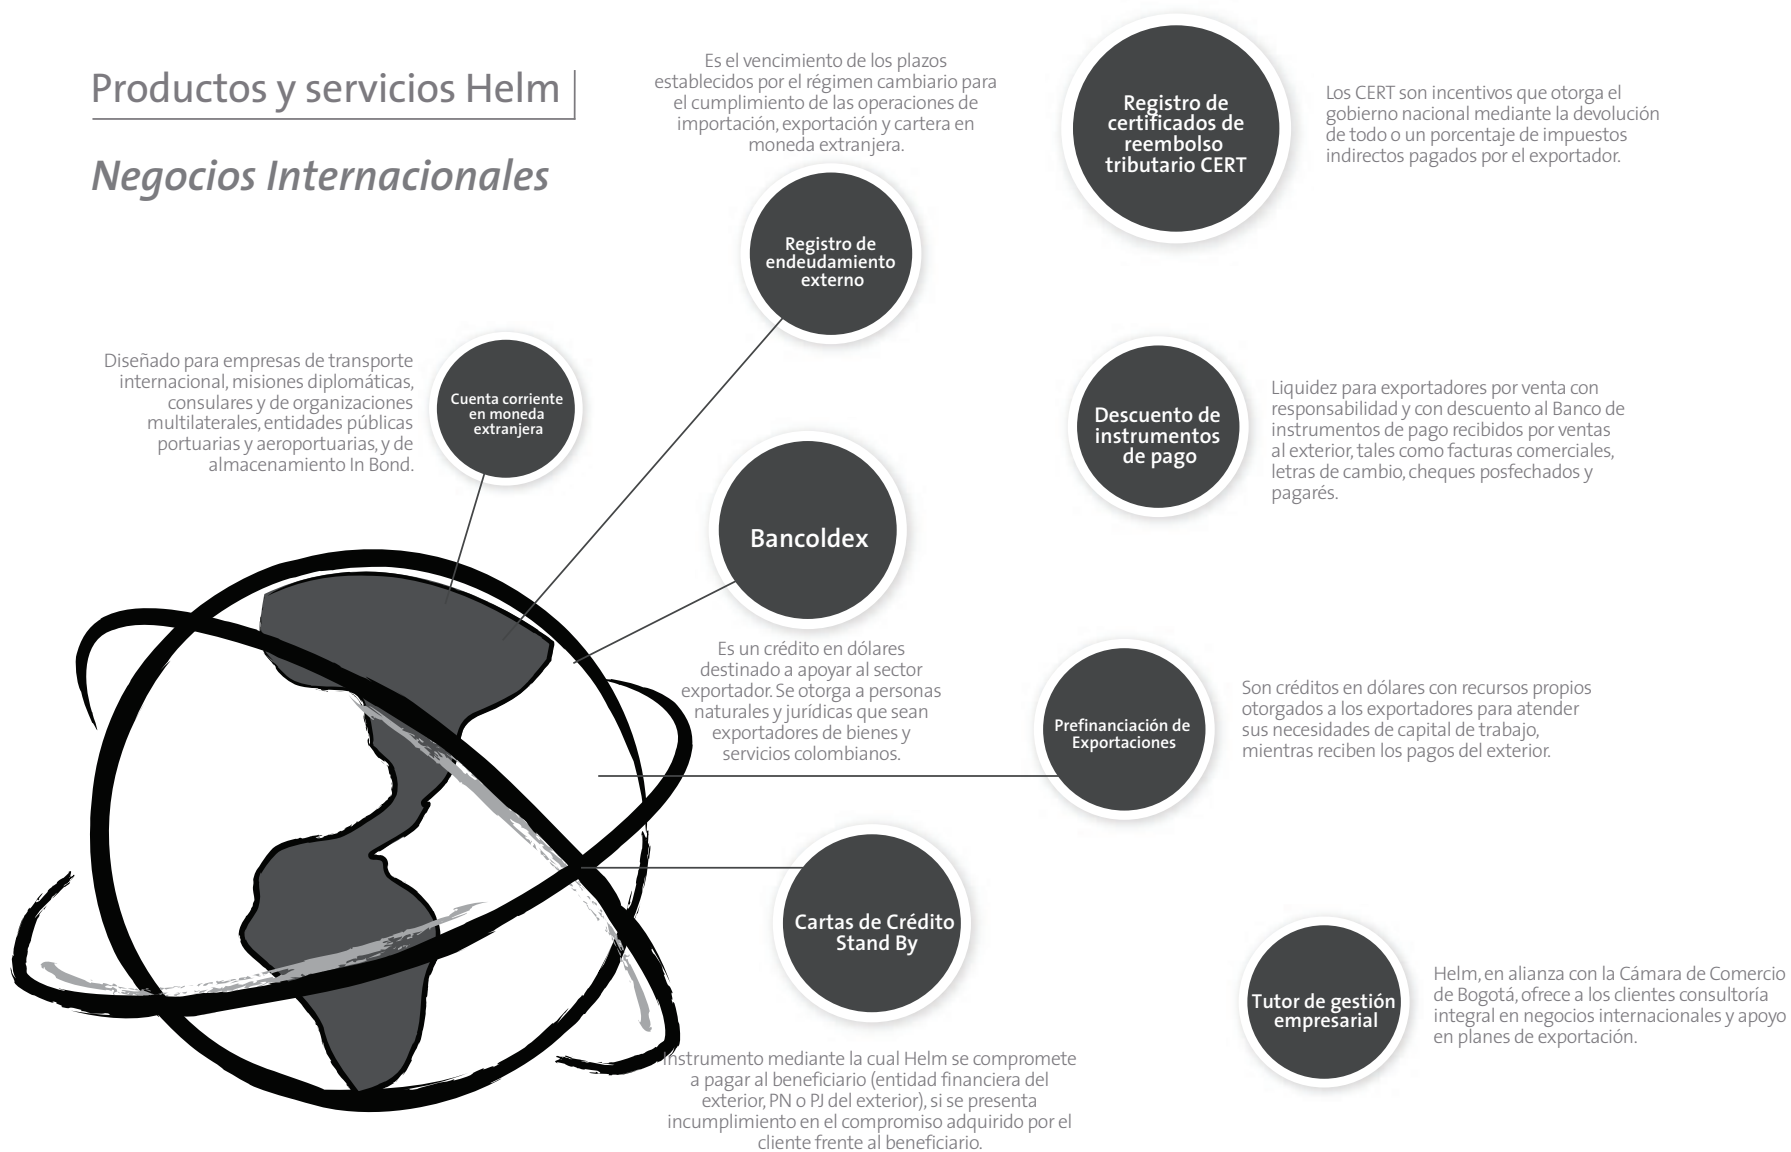 Productos y servicios Helm
Negocios Internacionales
Es el vencimiento de los plazos
establecidos por el régimen cambiario para
el cumplimiento de las operaciones de
importación, exportación y cartera en
moneda extranjera.
Registro de
endeudamiento
externo
Registro de
certificados de
reembolso
tributario CERT
Los CERT son incentivos que otorga el
gobierno nacional mediante la devolución
de todo o un porcentaje de impuestos
indirectos pagados por el exportador.
Diseñado para empresas de transporte
internacional, misiones diplomáticas,
consulares y de organizaciones
multilaterales, entidades públicas
portuarias y aeroportuarias, y de
almacenamiento In Bond.
Cuenta corriente
en moneda
extranjera
Descuento de
instrumentos
de pago
Liquidez para exportadores por venta con
responsabilidad y con descuento al Banco de
instrumentos de pago recibidos por ventas
al exterior, tales como facturas comerciales,
letras de cambio, cheques posfechados y
pagarés.
Bancoldex
Es un crédito en dólares
destinado a apoyar al sector
exportador. Se otorga a personas
naturales y jurídicas que sean
exportadores de bienes y
servicios colombianos.
Prefinanciación de
Exportaciones
Son créditos en dólares con recursos propios
otorgados a los exportadores para atender
sus necesidades de capital de trabajo,
mientras reciben los pagos del exterior.
Cartas de Crédito
Stand By
Instrumento mediante la cual Helm se compromete
a pagar al beneficiario (entidad financiera del
exterior, PN o PJ del exterior), si se presenta
incumplimiento en el compromiso adquirido por el
cliente frente al beneficiario.
Tutor de gestión
empresarial
Helm, en alianza con la Cámara de Comercio
de Bogotá, ofrece a los clientes consultoría
integral en negocios internacionales y apoyo
en planes de exportación.